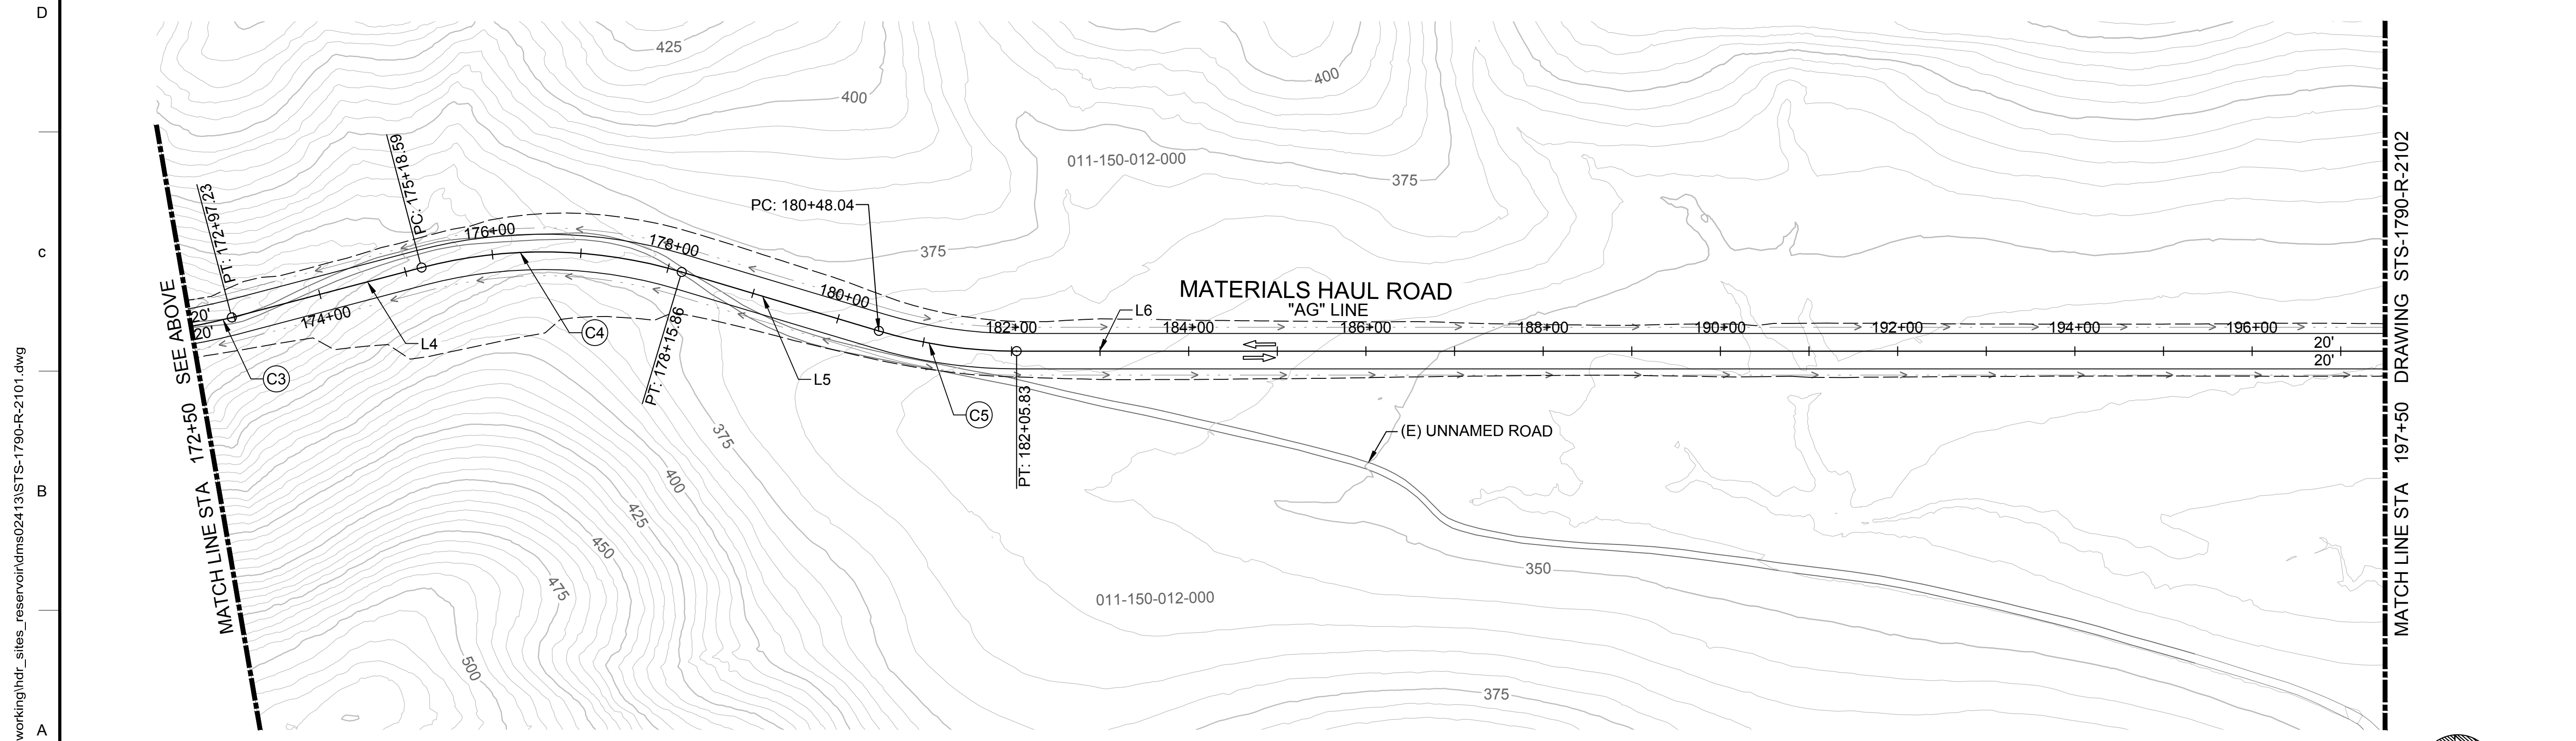 D
425
400
400
011-150-012-000
375
375
PT: 172+97.23
PC: 175+18.59
PC: 180+48.04
176+00
178+00
180+00
174+00
c
MATERIALS HAUL ROAD
"AG" LINE
L6
182+00
184+00
186+00
188+00
190+00
192+00
194+00
196+00
20'
20'
20'
20'
L4
C4
C3
L5
C5
PT: 178+15.86
PT: 182+05.83
(E) UNNAMED ROAD
MATCH LINE STA 172+50 SEE ABOVE
MATCH LINE STA 197+50 DRAWING STS-1790-R-2102
375
400
425
450
475
500
B
350
011-150-012-000
375
A
working\hdr_sites_reservoir\dms02413\STS-1790-R-2101.dwg